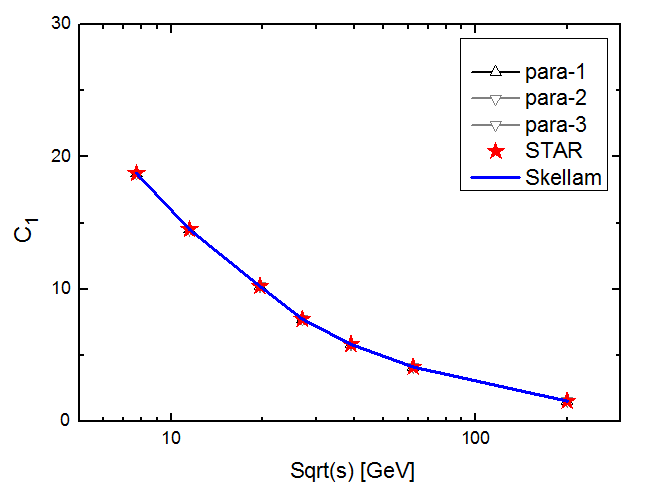 30
20
10
0
C1
para-1
para-2
para-3
STAR
Skellam
10
100
Sqrt(s) [GeV]